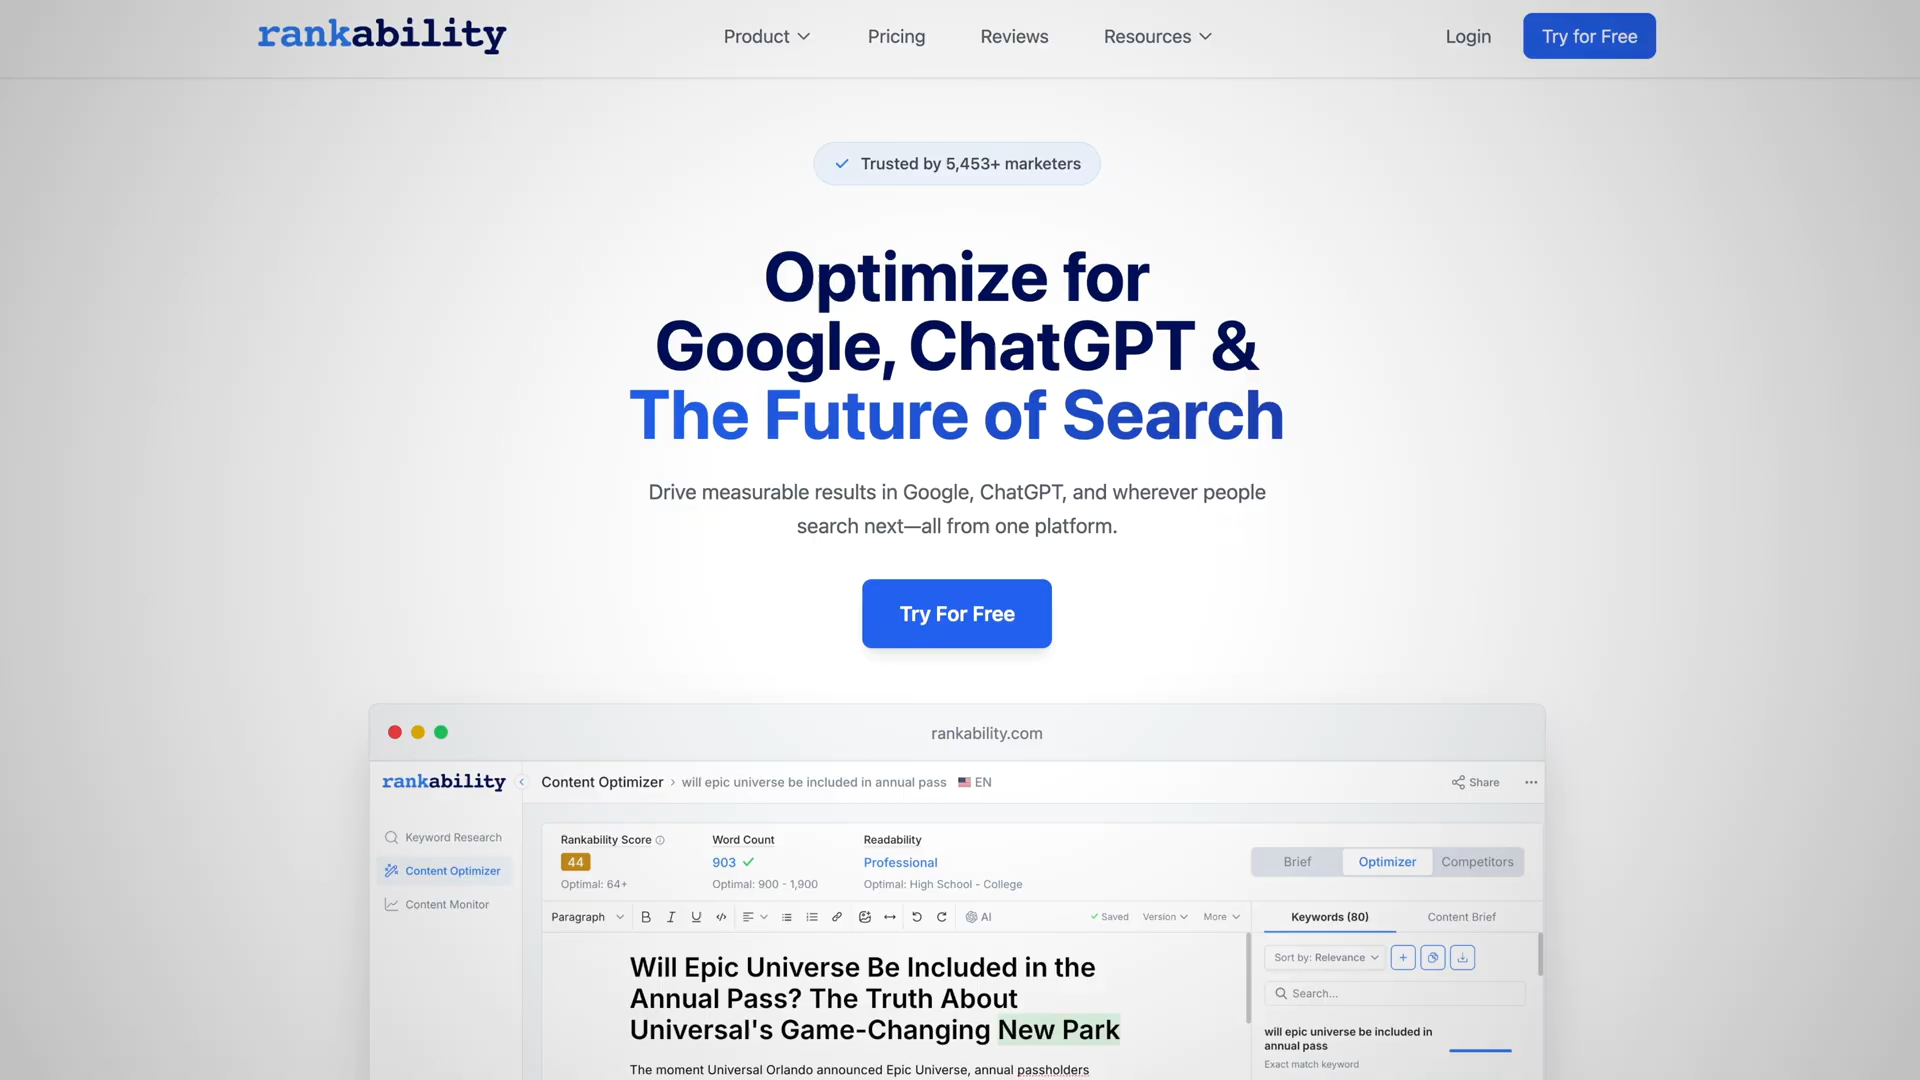 rankability
Product
Pricing
Reviews
Resources
Login
Try for Free
Trusted by 5,453+ marketers
Optimize for
Google, ChatGPT &
The Future of Search
Drive measurable results in Google, ChatGPT, and wherever people
search next—all from one platform.
Try For Free
rankability.com
rankability
Content Optimizer › will epic universe be included in annual pass EN
Share
Keyword Research
Content Optimizer
Content Monitor
Rankability Score
44
Optimal: 64+
Word Count
903
Optimal: 900 - 1,900
Readability
Professional
Optimal: High School - College
Brief
Optimizer
Competitors
Paragraph
B I U
AI
Saved
Version
More
Keywords (80)
Content Brief
Sort by: Relevance
Search...
will epic universe be included in
annual pass
Exact match keyword
Will Epic Universe Be Included in the
Annual Pass? The Truth About
Universal's Game-Changing New Park
The moment Universal Orlando announced Epic Universe, annual passholders